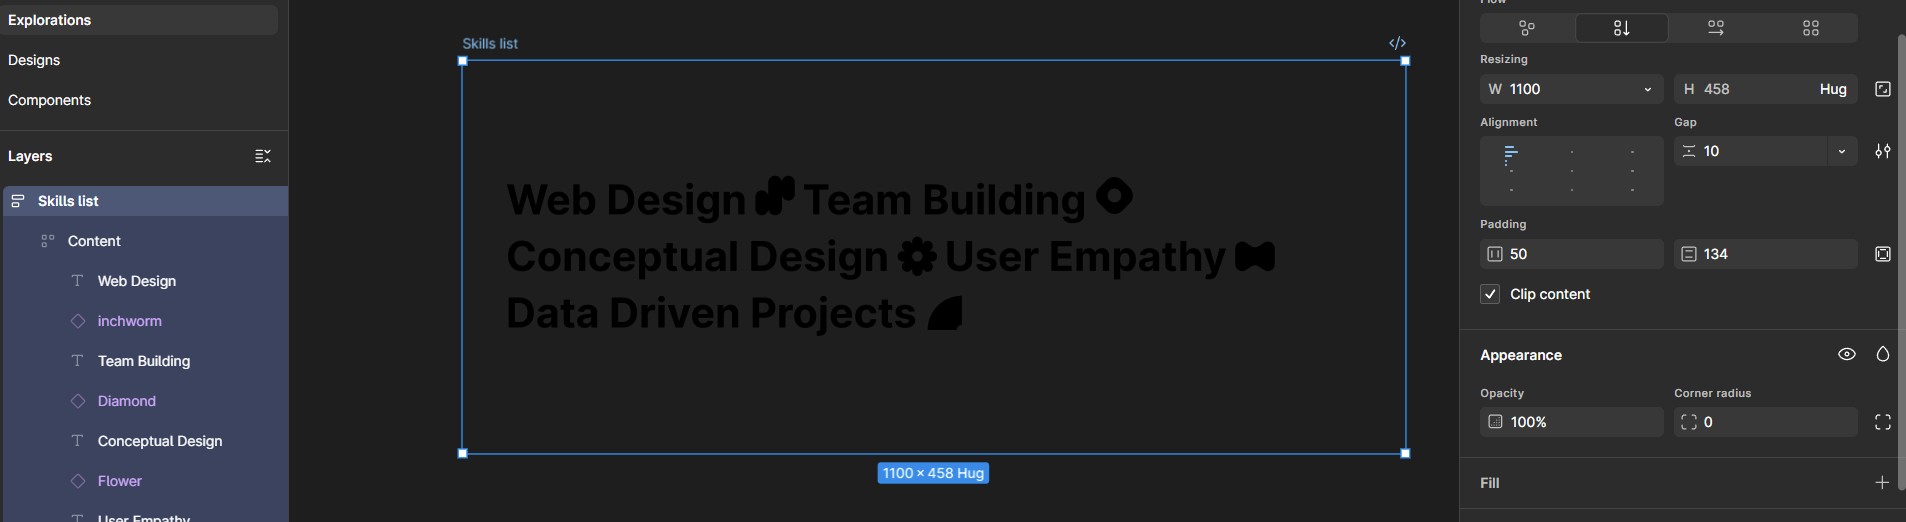 Explorations
Designs
Components
Layers
Skills list
Content
Web Design
inchworm
Team Building
Diamond
Conceptual Design
Flower
User Empathy
Skills list
</>
Web Design Team Building
Conceptual Design User Empathy
Data Driven Projects
1100 × 458 Hug
Flow
Resizing
W 1100 H 458 Hug
Alignment Gap
10
Padding
50 134
Clip content
Appearance
Opacity Corner radius
100% 0
Fill